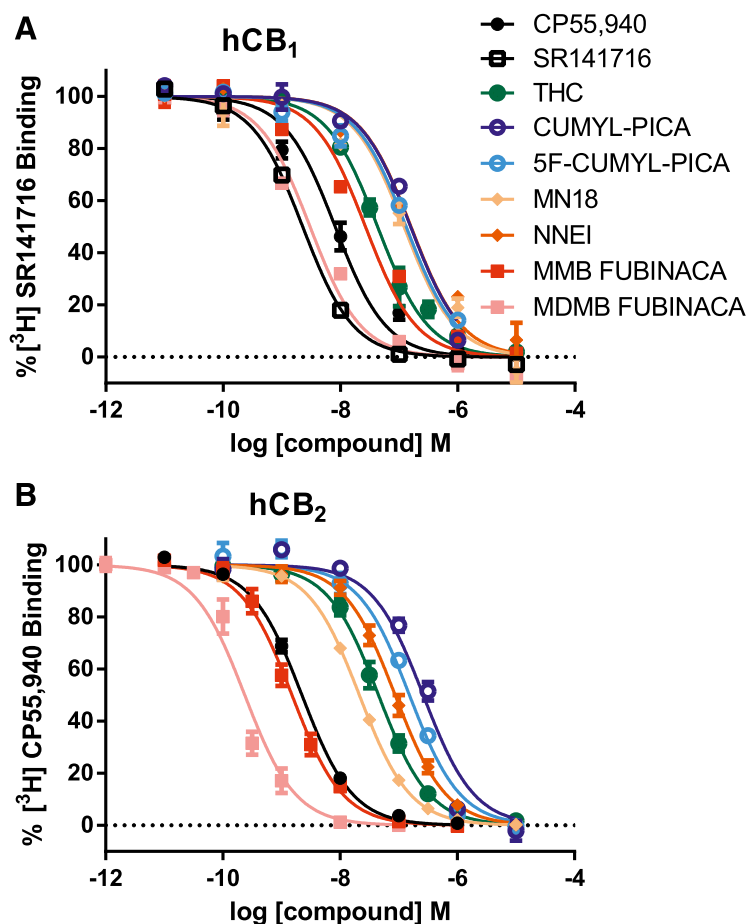 A
hCB₁
CP55,940
SR141716
THC
CUMYL-PICA
5F-CUMYL-PICA
MN18
NNEI
MMB FUBINACA
MDMB FUBINACA
%[³H] SR141716 Binding
100
80
60
40
20
0
-12 -10 -8 -6 -4
log [compound] M
B
hCB₂
% [³H] CP55,940 Binding
100
80
60
40
20
0
-12 -10 -8 -6 -4
log [compound] M